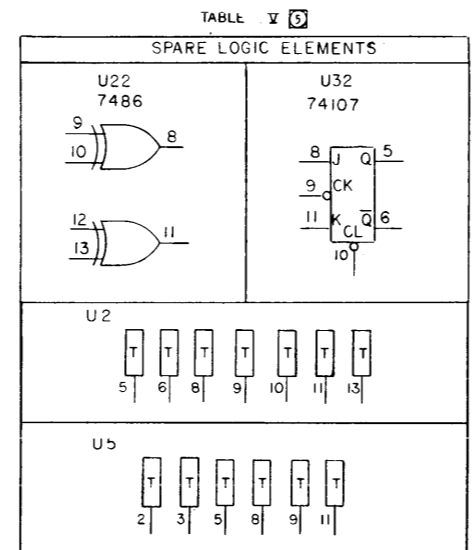 TABLE V 5
SPARE LOGIC ELEMENTS
U22
7486
9
10
8
12
13
11
U32
74107
8 J Q 5
9 CK
11 K Q̅ 6
CL
10
U2
T T T T T T T
5 6 8 9 10 11 13
U5
T T T T T T
2 3 5 8 9 11